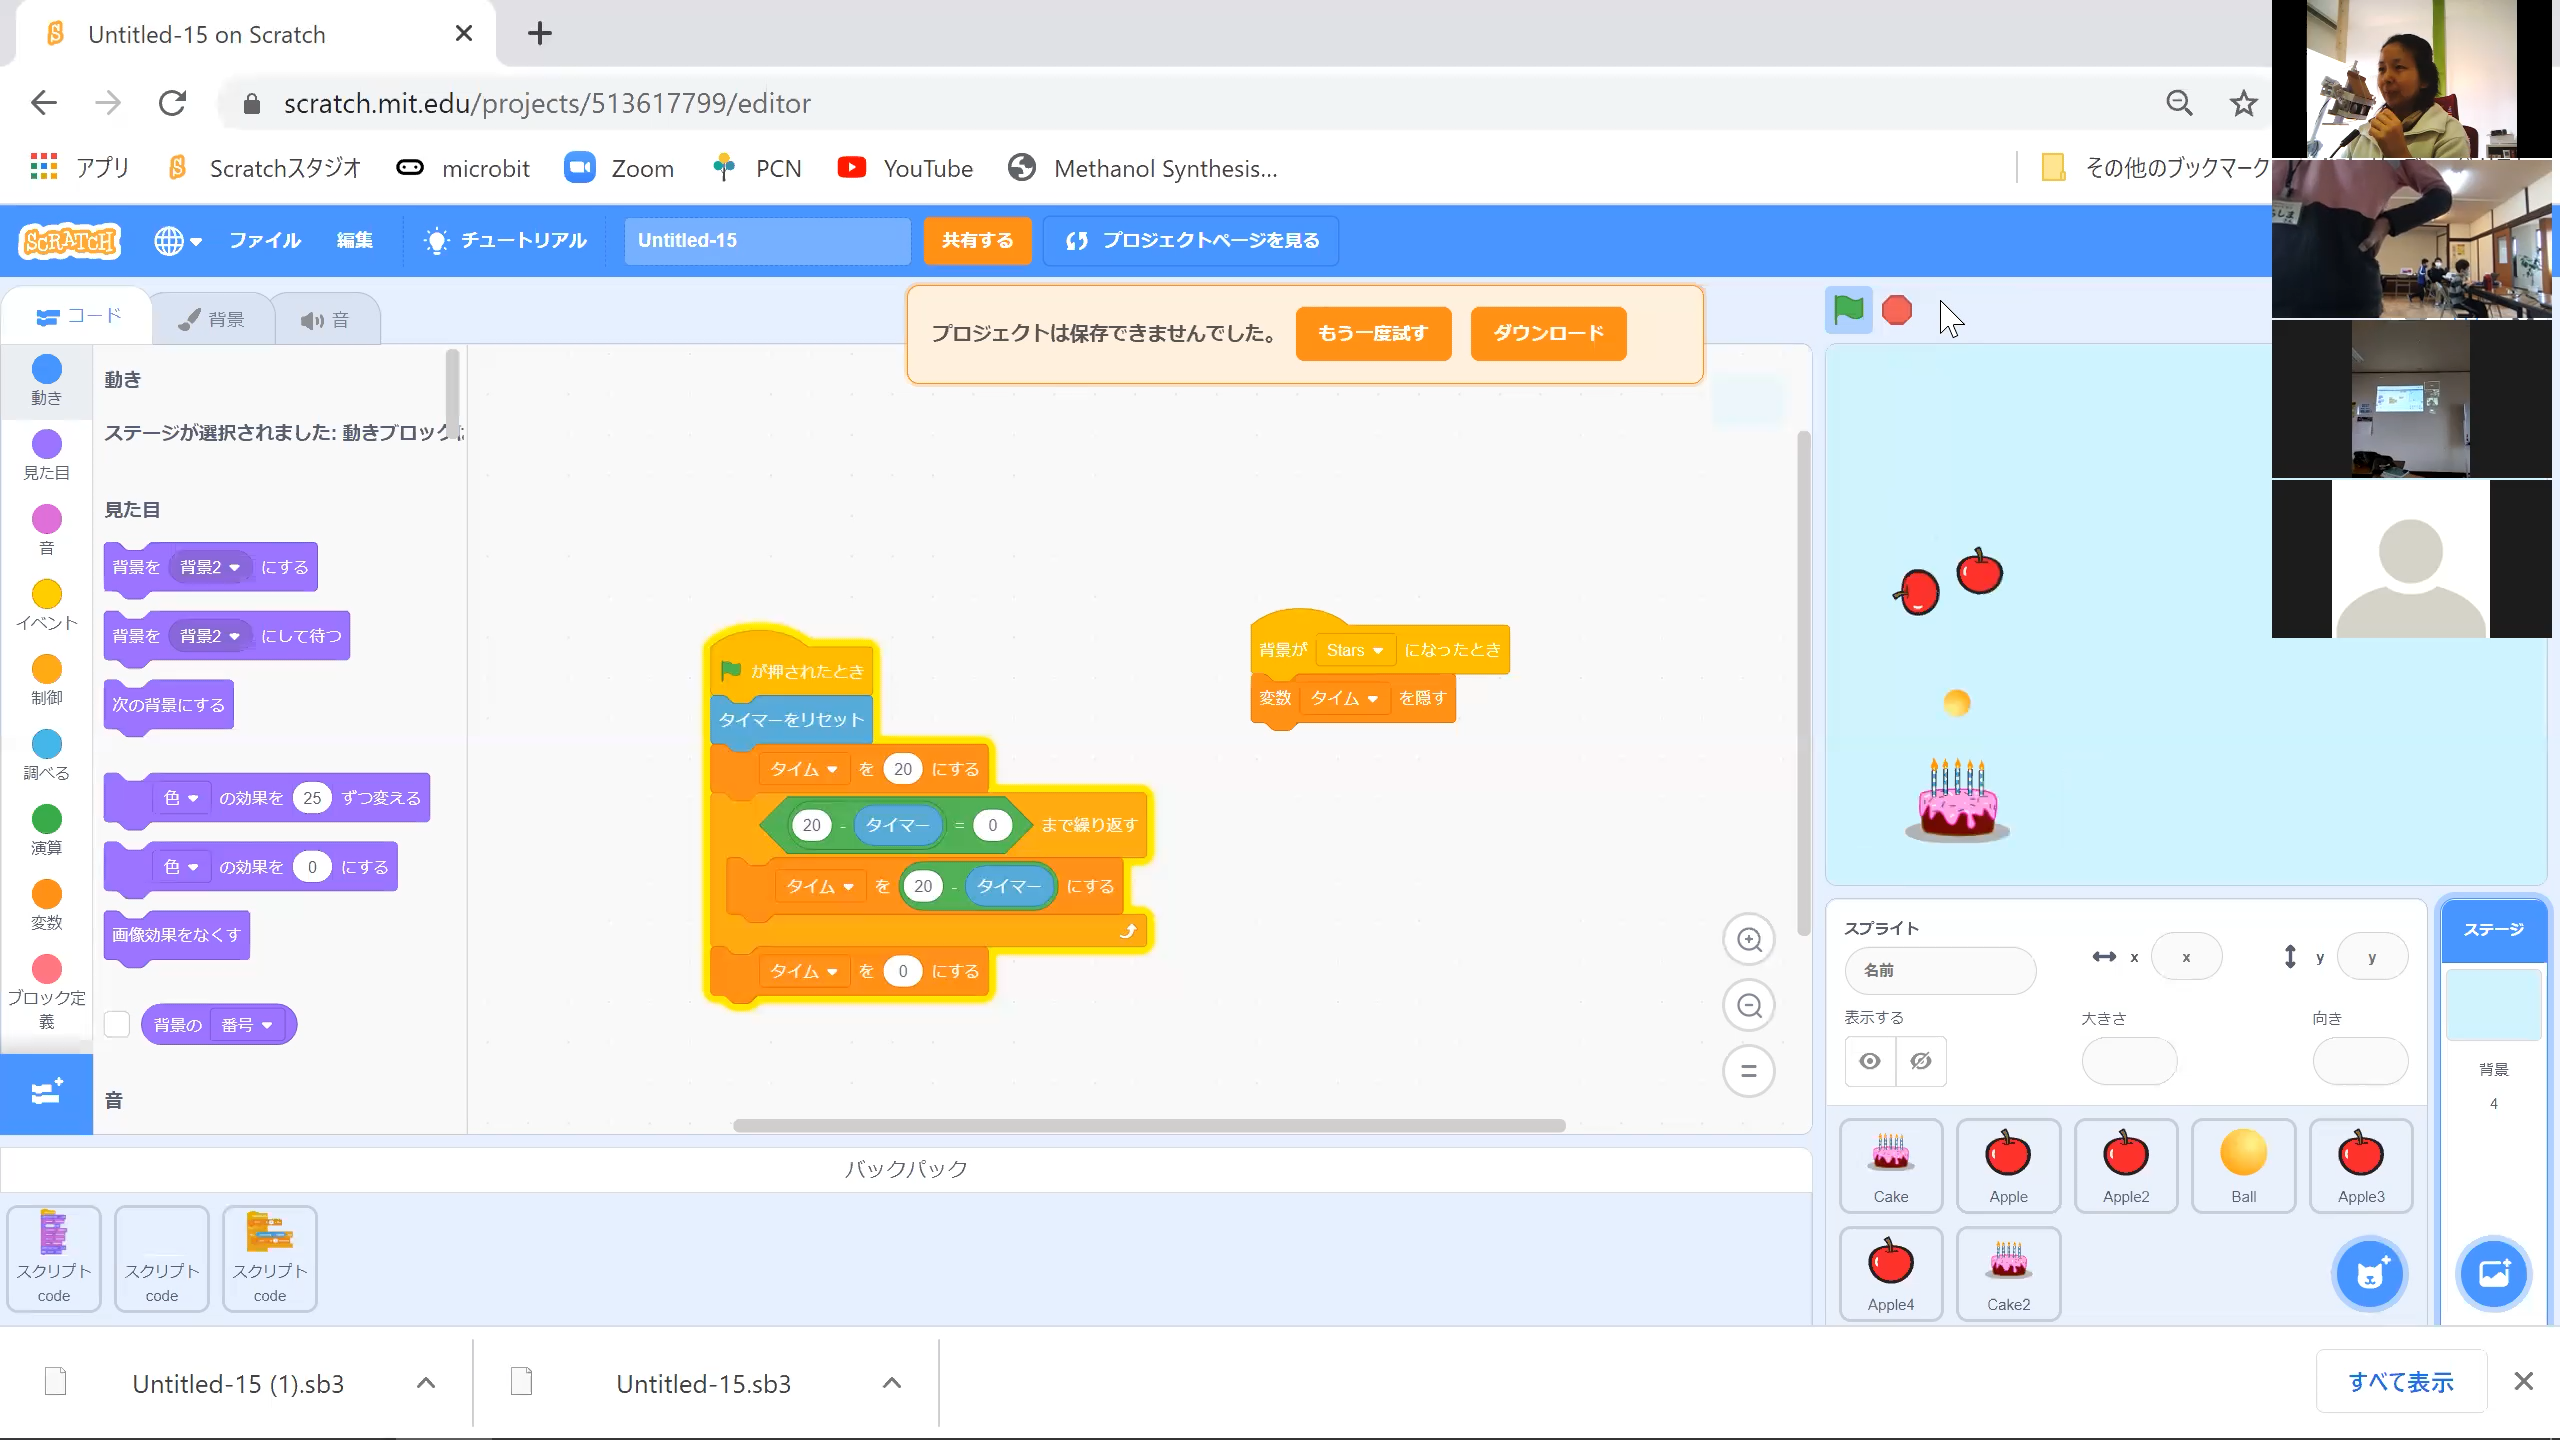 Untitled-15 on Scratch
scratch.mit.edu/projects/513617799/editor
アプリ Scratchスタジオ microbit Zoom PCN YouTube Methanol Synthesis... その他のブックマーク
SCRATCH ファイル 編集 チュートリアル Untitled-15 共有する プロジェクトページを見る
コード 背景 音
プロジェクトは保存できませんでした。 もう一度試す ダウンロード
動き
見た目
音
イベント
制御
調べる
演算
変数
ブロック定
義
動き
ステージが選択されました: 動きブロック
見た目
背景を 背景2 にする
背景を 背景2 にして待つ
次の背景にする
色 の効果を 25 ずつ変える
色 の効果を 0 にする
画像効果をなくす
背景の 番号
音
が押されたとき
タイマーをリセット
タイム を 20 にする
20 - タイマー = 0 まで繰り返す
タイム を 20 - タイマー にする
タイム を 0 にする
背景が Stars になったとき
変数 タイム を隠す
スプライト
名前 x x y y
表示する 大きさ 向き
Cake Apple Apple2 Ball Apple3
Apple4 Cake2
ステージ
背景
4
バックパック
スクリプト スクリプト スクリプト
code code code
Untitled-15 (1).sb3 Untitled-15.sb3 すべて表示